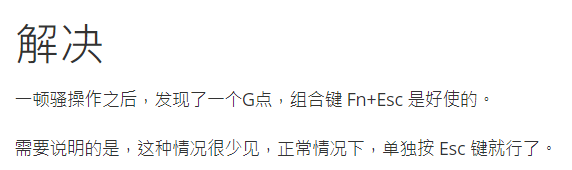 解决
一顿骚操作之后，发现了一个G点，组合键 Fn+Esc 是好使的。
需要说明的是，这种情况很少见，正常情况下，单独按 Esc 键就行了。